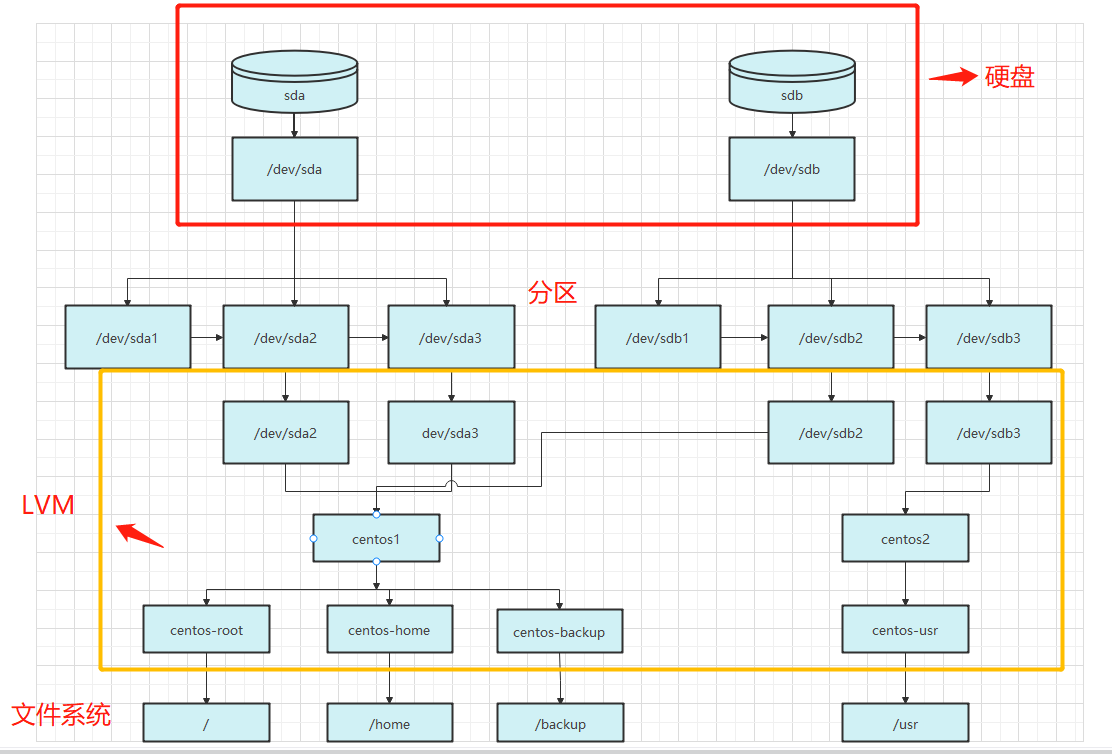 sda
sdb
硬盘
/dev/sda
/dev/sdb
分区
/dev/sda1
/dev/sda2
/dev/sda3
/dev/sdb1
/dev/sdb2
/dev/sdb3
/dev/sda2
dev/sda3
/dev/sdb2
/dev/sdb3
LVM
centos1
centos2
centos-root
centos-home
centos-backup
centos-usr
文件系统
/
/home
/backup
/usr